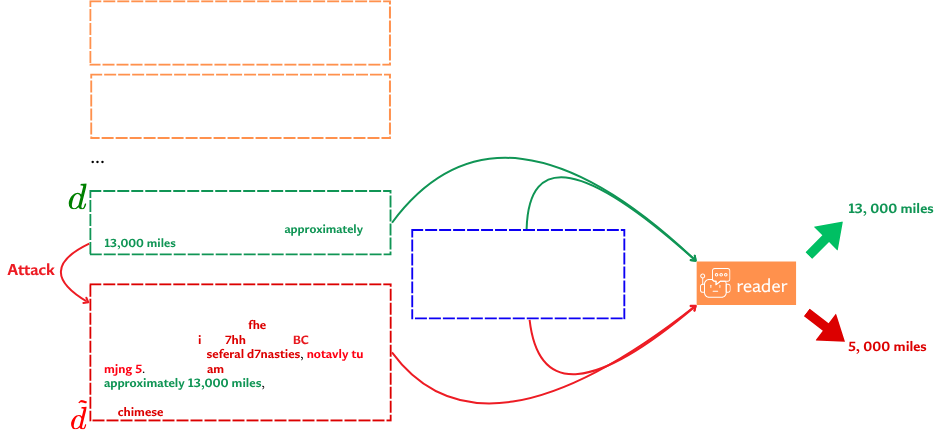 ...
d
approximately
13,000 miles
Attack
fhe
i 7hh BC
seferal d7nasties, notavly tu
mjng 5. am
approximately 13,000 miles,
chimese
d̃
reader
13, 000 miles
5, 000 miles